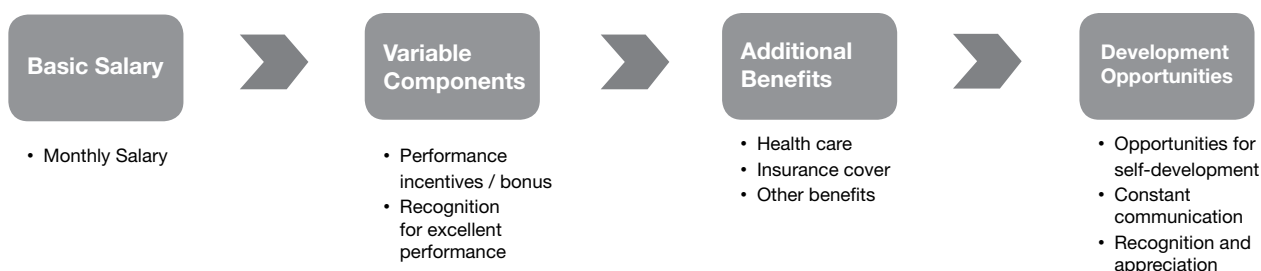 Basic Salary
• Monthly Salary
Variable
Components
• Performance
incentives / bonus
• Recognition
for excellent
performance
Additional
Benefits
• Health care
• Insurance cover
• Other benefits
Development
Opportunities
• Opportunities for
self-development
• Constant
communication
• Recognition and
appreciation